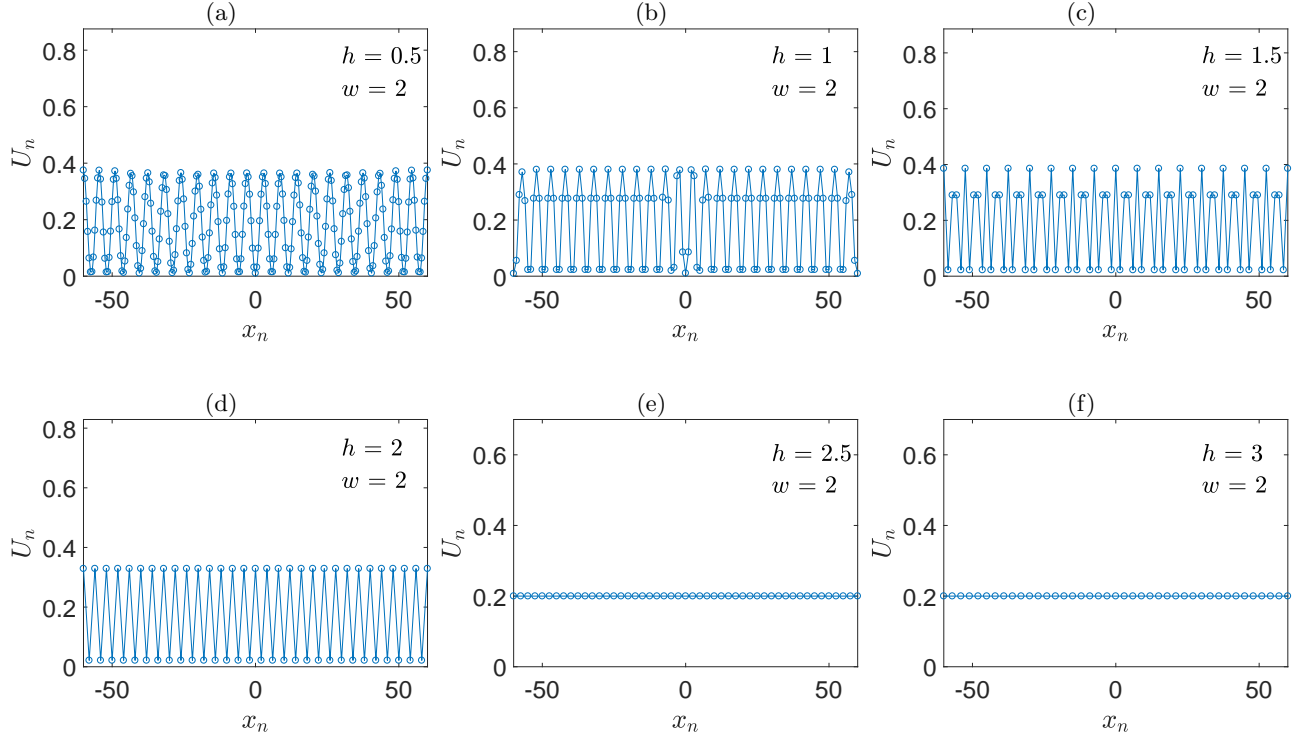 (a)
h = 0.5
w = 2
0.8
0.6
0.4
0.2
0
U_n
-50
0
50
x_n
(b)
h = 1
w = 2
0.8
0.6
0.4
0.2
0
U_n
-50
0
50
x_n
(c)
h = 1.5
w = 2
0.8
0.6
0.4
0.2
0
U_n
-50
0
50
x_n
(d)
h = 2
w = 2
0.8
0.6
0.4
0.2
0
U_n
-50
0
50
x_n
(e)
h = 2.5
w = 2
0.6
0.4
0.2
0
U_n
-50
0
50
x_n
(f)
h = 3
w = 2
0.6
0.4
0.2
0
U_n
-50
0
50
x_n